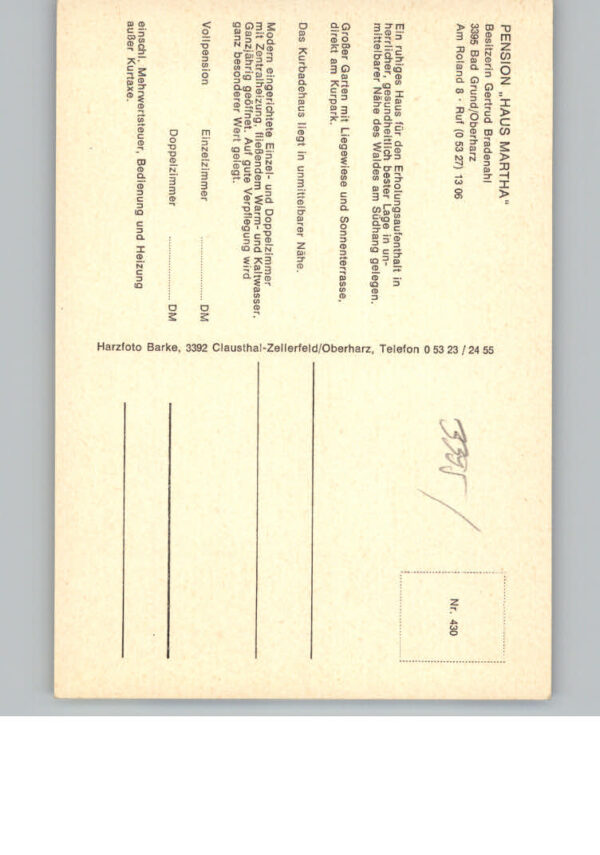 PENSION „HAUS MARTHA“
Besitzerin Gertrud Bradenahl
3395 Bad Grund/Oberharz
Am Roland 8 · Ruf (0 53 27) 13 06
Ein ruhiges Haus für den Erholungsaufenthalt in
herrlicher, gesundheitlich bester Lage in un-
mittelbarer Nähe des Waldes am Südhang gelegen.
Großer Garten mit Liegewiese und Sonnenterrasse,
direkt am Kurpark.
Das Kurbadehaus liegt in unmittelbarer Nähe.
Modern eingerichtete Einzel- und Doppelzimmer
mit Zentralheizung, fließendem Warm- und Kaltwasser.
Ganzjährig geöffnet. Auf gute Verpflegung wird
ganz besonderer Wert gelegt.
Vollpension Einzelzimmer .................... DM
Doppelzimmer .................... DM
einschl. Mehrwertsteuer, Bedienung und Heizung
außer Kurtaxe.
Harzfoto Barke, 3392 Clausthal-Zellerfeld/Oberharz, Telefon 0 53 23 / 24 55
3395
Nr. 430